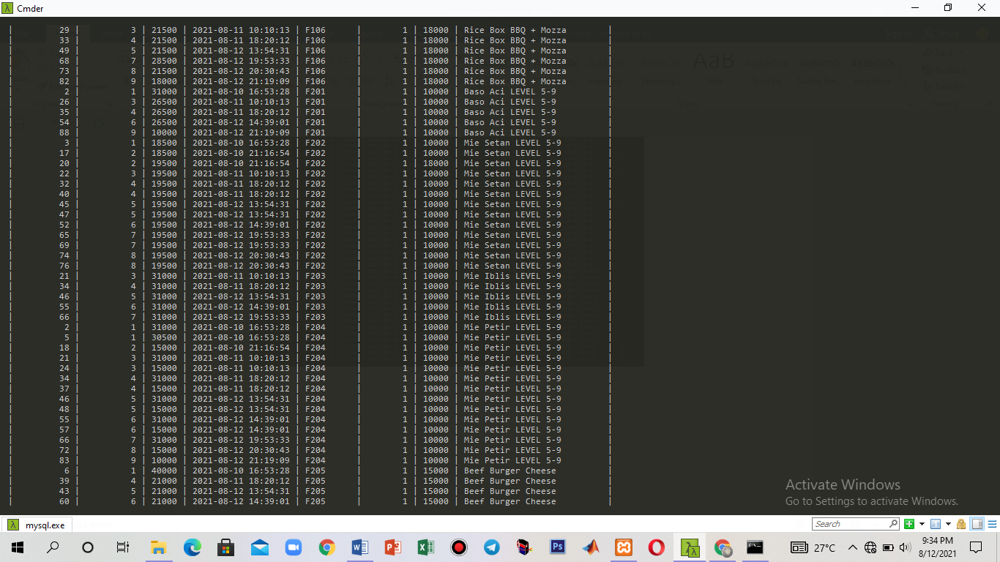 Cmder
| 29 | 3 | 21500 | 2021-08-11 10:10:13 | F106 | 1 | 18000 | Rice Box BBQ + Mozza |
| 33 | 4 | 21500 | 2021-08-11 18:20:12 | F106 | 1 | 18000 | Rice Box BBQ + Mozza |
| 49 | 5 | 21500 | 2021-08-12 13:54:31 | F106 | 1 | 18000 | Rice Box BBQ + Mozza |
| 68 | 7 | 28500 | 2021-08-12 19:53:33 | F106 | 1 | 18000 | Rice Box BBQ + Mozza |
| 73 | 8 | 21500 | 2021-08-12 20:30:43 | F106 | 1 | 18000 | Rice Box BBQ + Mozza |
| 82 | 9 | 18000 | 2021-08-12 21:19:09 | F106 | 1 | 18000 | Rice Box BBQ + Mozza |
| 2 | 1 | 31000 | 2021-08-10 16:53:28 | F201 | 1 | 10000 | Baso Aci LEVEL 5-9 |
| 26 | 3 | 26500 | 2021-08-11 10:10:13 | F201 | 1 | 10000 | Baso Aci LEVEL 5-9 |
| 35 | 4 | 26500 | 2021-08-11 18:20:12 | F201 | 1 | 10000 | Baso Aci LEVEL 5-9 |
| 54 | 6 | 26500 | 2021-08-12 14:39:01 | F201 | 1 | 10000 | Baso Aci LEVEL 5-9 |
| 88 | 9 | 10000 | 2021-08-12 21:19:09 | F201 | 1 | 10000 | Baso Aci LEVEL 5-9 |
| 3 | 1 | 18500 | 2021-08-10 16:53:28 | F202 | 1 | 10000 | Mie Setan LEVEL 5-9 |
| 17 | 2 | 18500 | 2021-08-10 21:16:54 | F202 | 1 | 10000 | Mie Setan LEVEL 5-9 |
| 20 | 2 | 19500 | 2021-08-10 21:16:54 | F202 | 1 | 18000 | Mie Setan LEVEL 5-9 |
| 22 | 3 | 19500 | 2021-08-11 10:10:13 | F202 | 1 | 10000 | Mie Setan LEVEL 5-9 |
| 32 | 4 | 19500 | 2021-08-11 18:20:12 | F202 | 1 | 10000 | Mie Setan LEVEL 5-9 |
| 40 | 4 | 19500 | 2021-08-11 18:20:12 | F202 | 1 | 10000 | Mie Setan LEVEL 5-9 |
| 45 | 5 | 19500 | 2021-08-12 13:54:31 | F202 | 1 | 10000 | Mie Setan LEVEL 5-9 |
| 47 | 5 | 19500 | 2021-08-12 13:54:31 | F202 | 1 | 10000 | Mie Setan LEVEL 5-9 |
| 52 | 6 | 19500 | 2021-08-12 14:39:01 | F202 | 1 | 10000 | Mie Setan LEVEL 5-9 |
| 65 | 7 | 19500 | 2021-08-12 19:53:33 | F202 | 1 | 10000 | Mie Setan LEVEL 5-9 |
| 69 | 7 | 19500 | 2021-08-12 19:53:33 | F202 | 1 | 10000 | Mie Setan LEVEL 5-9 |
| 74 | 8 | 19500 | 2021-08-12 20:30:43 | F202 | 1 | 10000 | Mie Setan LEVEL 5-9 |
| 76 | 8 | 19500 | 2021-08-12 20:30:43 | F202 | 1 | 10000 | Mie Setan LEVEL 5-9 |
| 21 | 3 | 31000 | 2021-08-11 10:10:13 | F203 | 1 | 10000 | Mie Iblis LEVEL 5-9 |
| 34 | 4 | 31000 | 2021-08-11 18:20:12 | F203 | 1 | 10000 | Mie Iblis LEVEL 5-9 |
| 46 | 5 | 31000 | 2021-08-12 13:54:31 | F203 | 1 | 10000 | Mie Iblis LEVEL 5-9 |
| 55 | 6 | 31000 | 2021-08-12 14:39:01 | F203 | 1 | 10000 | Mie Iblis LEVEL 5-9 |
| 66 | 7 | 31000 | 2021-08-12 19:53:33 | F203 | 1 | 10000 | Mie Iblis LEVEL 5-9 |
| 2 | 1 | 31000 | 2021-08-10 16:53:28 | F204 | 1 | 10000 | Mie Petir LEVEL 5-9 |
| 5 | 1 | 30500 | 2021-08-10 16:53:28 | F204 | 1 | 10000 | Mie Petir LEVEL 5-9 |
| 18 | 2 | 15000 | 2021-08-10 21:16:54 | F204 | 1 | 10000 | Mie Petir LEVEL 5-9 |
| 21 | 3 | 31000 | 2021-08-11 10:10:13 | F204 | 1 | 10000 | Mie Petir LEVEL 5-9 |
| 24 | 3 | 15000 | 2021-08-11 10:10:13 | F204 | 1 | 10000 | Mie Petir LEVEL 5-9 |
| 34 | 4 | 31000 | 2021-08-11 18:20:12 | F204 | 1 | 10000 | Mie Petir LEVEL 5-9 |
| 37 | 4 | 15000 | 2021-08-11 18:20:12 | F204 | 1 | 10000 | Mie Petir LEVEL 5-9 |
| 46 | 5 | 31000 | 2021-08-12 13:54:31 | F204 | 1 | 10000 | Mie Petir LEVEL 5-9 |
| 48 | 5 | 15000 | 2021-08-12 13:54:31 | F204 | 1 | 10000 | Mie Petir LEVEL 5-9 |
| 55 | 6 | 31000 | 2021-08-12 14:39:01 | F204 | 1 | 10000 | Mie Petir LEVEL 5-9 |
| 57 | 6 | 15000 | 2021-08-12 14:39:01 | F204 | 1 | 10000 | Mie Petir LEVEL 5-9 |
| 66 | 7 | 31000 | 2021-08-12 19:53:33 | F204 | 1 | 10000 | Mie Petir LEVEL 5-9 |
| 72 | 8 | 15000 | 2021-08-12 20:30:43 | F204 | 1 | 10000 | Mie Petir LEVEL 5-9 |
| 83 | 9 | 10000 | 2021-08-12 21:19:09 | F204 | 1 | 10000 | Mie Petir LEVEL 5-9 |
| 6 | 1 | 40000 | 2021-08-10 16:53:28 | F205 | 1 | 15000 | Beef Burger Cheese |
| 39 | 4 | 21000 | 2021-08-11 18:20:12 | F205 | 1 | 15000 | Beef Burger Cheese |
| 43 | 5 | 21000 | 2021-08-12 13:54:31 | F205 | 1 | 15000 | Beef Burger Cheese |
| 60 | 6 | 21000 | 2021-08-12 14:39:01 | F205 | 1 | 15000 | Beef Burger Cheese |
Activate Windows
Go to Settings to activate Windows.
mysql.exe
Search
27°C
9:34 PM
8/12/2021